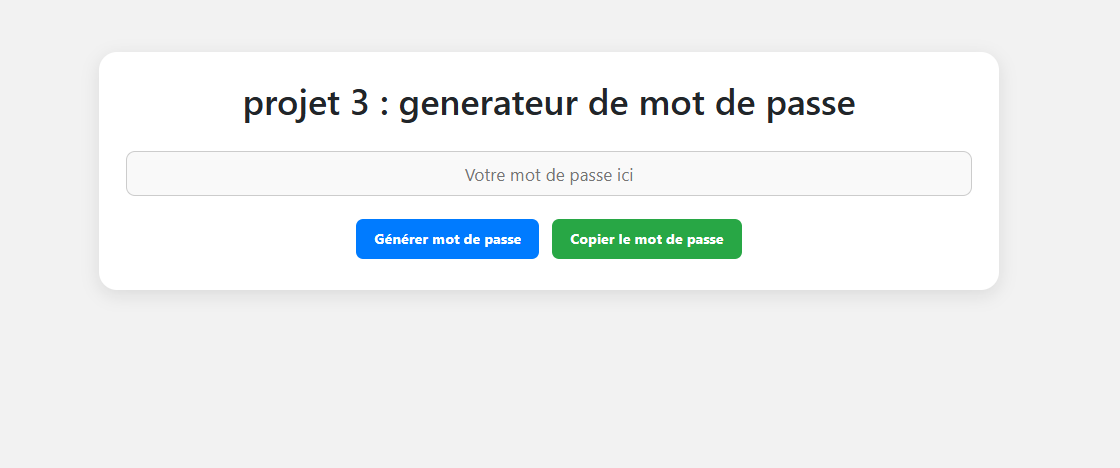 projet 3 : generateur de mot de passe
Votre mot de passe ici
Générer mot de passe
Copier le mot de passe